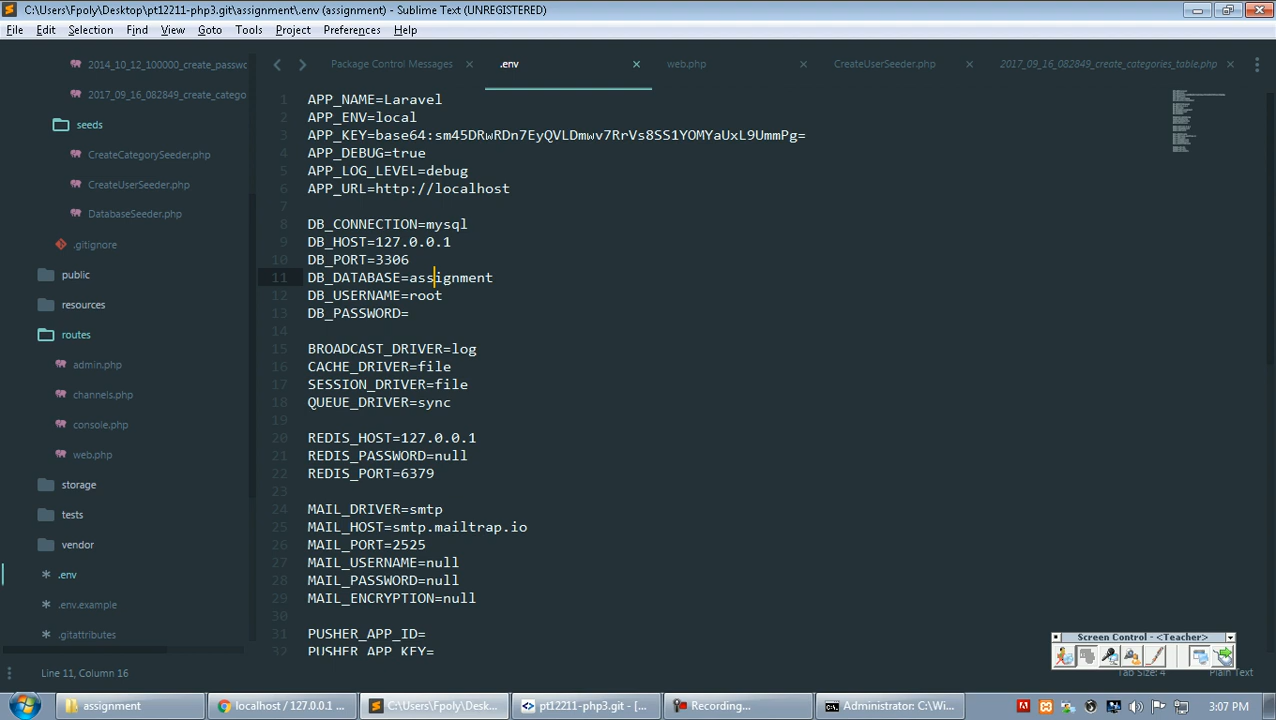 C:\Users\Fpoly\Desktop\pt12211-php3.git\assignment\.env (assignment) - Sublime Text (UNREGISTERED)
File Edit Selection Find View Goto Tools Project Preferences Help
2014_10_12_100000_create_passwo
2017_09_16_082849_create_catego
seeds
CreateCategorySeeder.php
CreateUserSeeder.php
DatabaseSeeder.php
.gitignore
public
resources
routes
admin.php
channels.php
console.php
web.php
storage
tests
vendor
.env
.env.example
.gitattributes
Package Control Messages .env web.php CreateUserSeeder.php 2017_09_16_082849_create_categories_table.php
1 APP_NAME=Laravel
2 APP_ENV=local
3 APP_KEY=base64:sm45DRwRDn7EyQVLDmwv7RrVs8SS1YOMYaUxL9UmmPg=
4 APP_DEBUG=true
5 APP_LOG_LEVEL=debug
6 APP_URL=http://localhost
7
8 DB_CONNECTION=mysql
9 DB_HOST=127.0.0.1
10 DB_PORT=3306
11 DB_DATABASE=assignment
12 DB_USERNAME=root
13 DB_PASSWORD=
14
15 BROADCAST_DRIVER=log
16 CACHE_DRIVER=file
17 SESSION_DRIVER=file
18 QUEUE_DRIVER=sync
19
20 REDIS_HOST=127.0.0.1
21 REDIS_PASSWORD=null
22 REDIS_PORT=6379
23
24 MAIL_DRIVER=smtp
25 MAIL_HOST=smtp.mailtrap.io
26 MAIL_PORT=2525
27 MAIL_USERNAME=null
28 MAIL_PASSWORD=null
29 MAIL_ENCRYPTION=null
30
31 PUSHER_APP_ID=
32 PUSHER_APP_KEY=
Screen Control - <Teacher>
Line 11, Column 16 Tab Size: 4 Plain Text
assignment localhost / 127.0.0.1 ... C:\Users\Fpoly\Desk... pt12211-php3.git - [... Recording... Administrator: C:\Wi... 3:07 PM